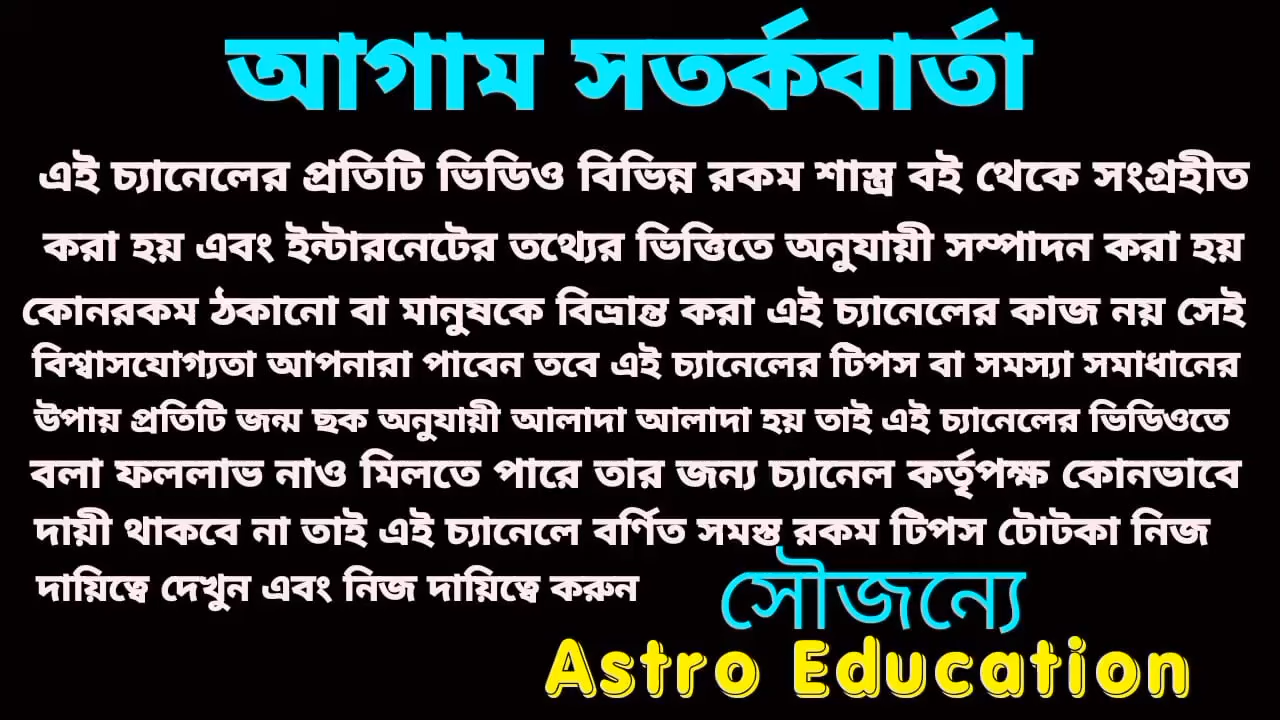 আগাম সতর্কবার্তা
এই চ্যানেলের প্রতিটি ভিডিও বিভিন্ন রকম শাস্ত্র বই থেকে সংগ্রহীত
করা হয় এবং ইন্টারনেটের তথ্যের ভিত্তিতে অনুযায়ী সম্পাদন করা হয়
কোনরকম ঠকানো বা মানুষকে বিভ্রান্ত করা এই চ্যানেলের কাজ নয় সেই
বিশ্বাসযোগ্যতা আপনারা পাবেন তবে এই চ্যানেলের টিপস বা সমস্যা সমাধানের
উপায় প্রতিটি জন্ম ছক অনুযায়ী আলাদা আলাদা হয় তাই এই চ্যানেলের ভিডিওতে
বলা ফললাভ নাও মিলতে পারে তার জন্য চ্যানেল কর্তৃপক্ষ কোনভাবে
দায়ী থাকবে না তাই এই চ্যানেলে বর্ণিত সমস্ত রকম টিপস টোটকা নিজ
দায়িত্বে দেখুন এবং নিজ দায়িত্বে করুন
সৌজন্যে
Astro Education